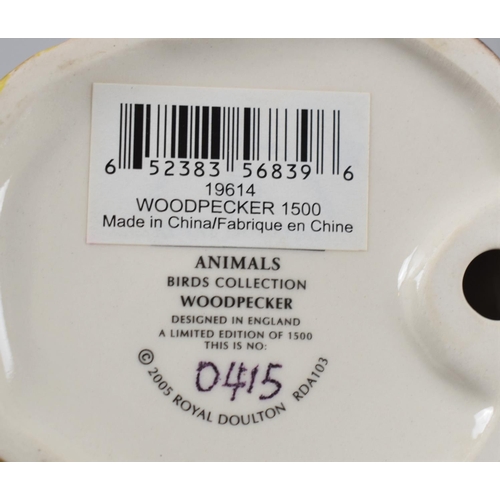 6 52383 56839 6
19614
WOODPECKER 1500
Made in China/Fabrique en Chine
ANIMALS
BIRDS COLLECTION
WOODPECKER
DESIGNED IN ENGLAND
A LIMITED EDITION OF 1500
THIS IS NO:
0415
© 2005 ROYAL DOULTON RDA103